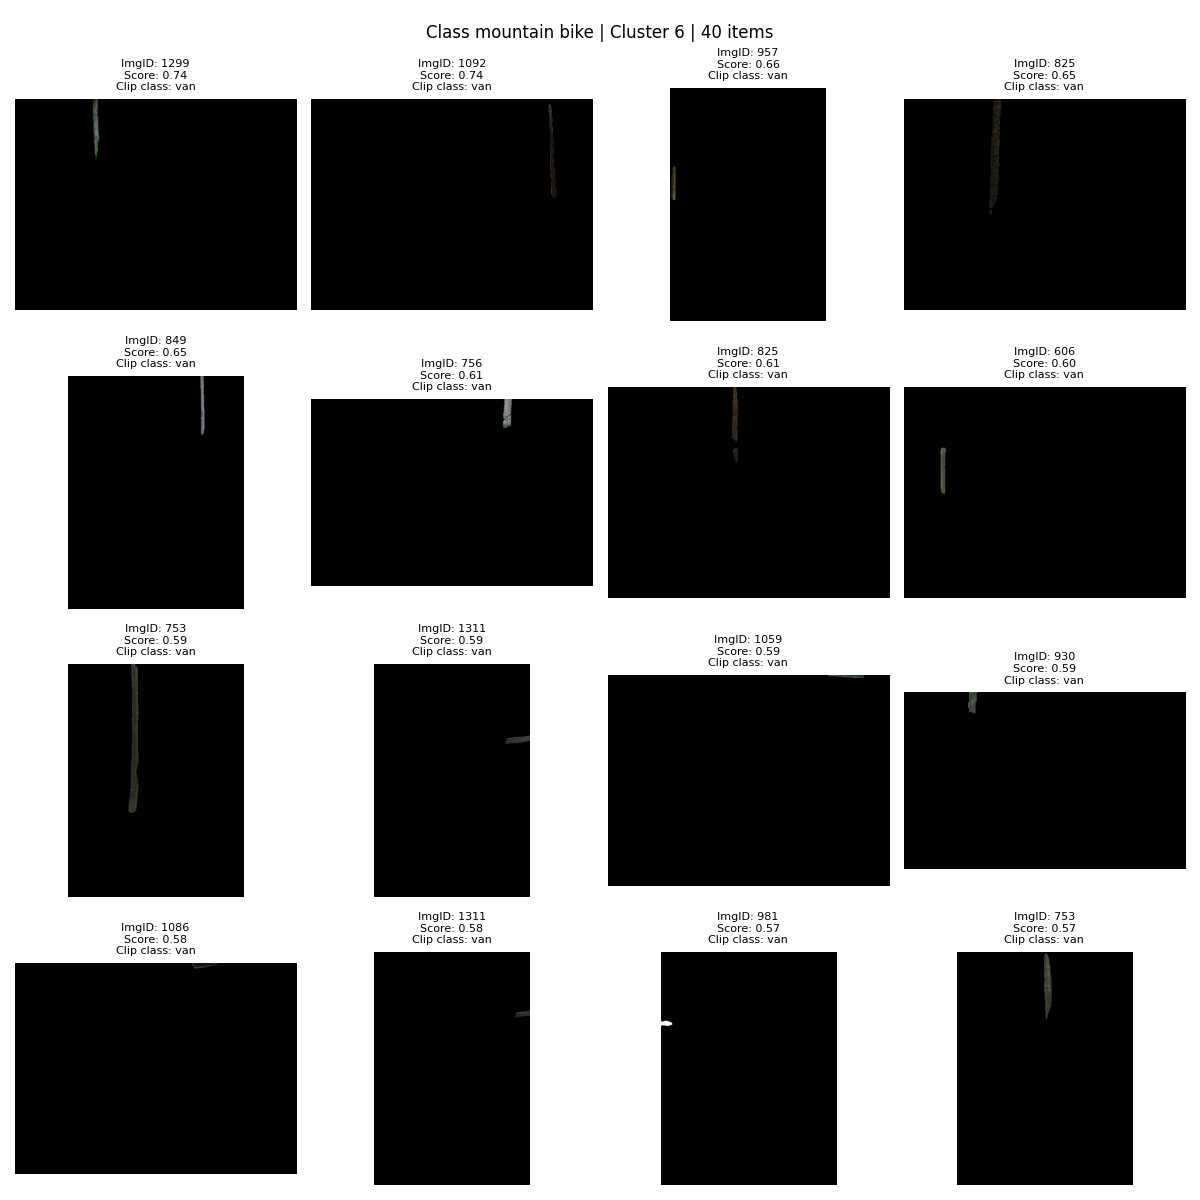 Class mountain bike | Cluster 6 | 40 items
ImgID: 1299
Score: 0.74
Clip class: van
ImgID: 1092
Score: 0.74
Clip class: van
ImgID: 957
Score: 0.66
Clip class: van
ImgID: 825
Score: 0.65
Clip class: van
ImgID: 849
Score: 0.65
Clip class: van
ImgID: 756
Score: 0.61
Clip class: van
ImgID: 825
Score: 0.61
Clip class: van
ImgID: 606
Score: 0.60
Clip class: van
ImgID: 753
Score: 0.59
Clip class: van
ImgID: 1311
Score: 0.59
Clip class: van
ImgID: 1059
Score: 0.59
Clip class: van
ImgID: 930
Score: 0.59
Clip class: van
ImgID: 1086
Score: 0.58
Clip class: van
ImgID: 1311
Score: 0.58
Clip class: van
ImgID: 981
Score: 0.57
Clip class: van
ImgID: 753
Score: 0.57
Clip class: van